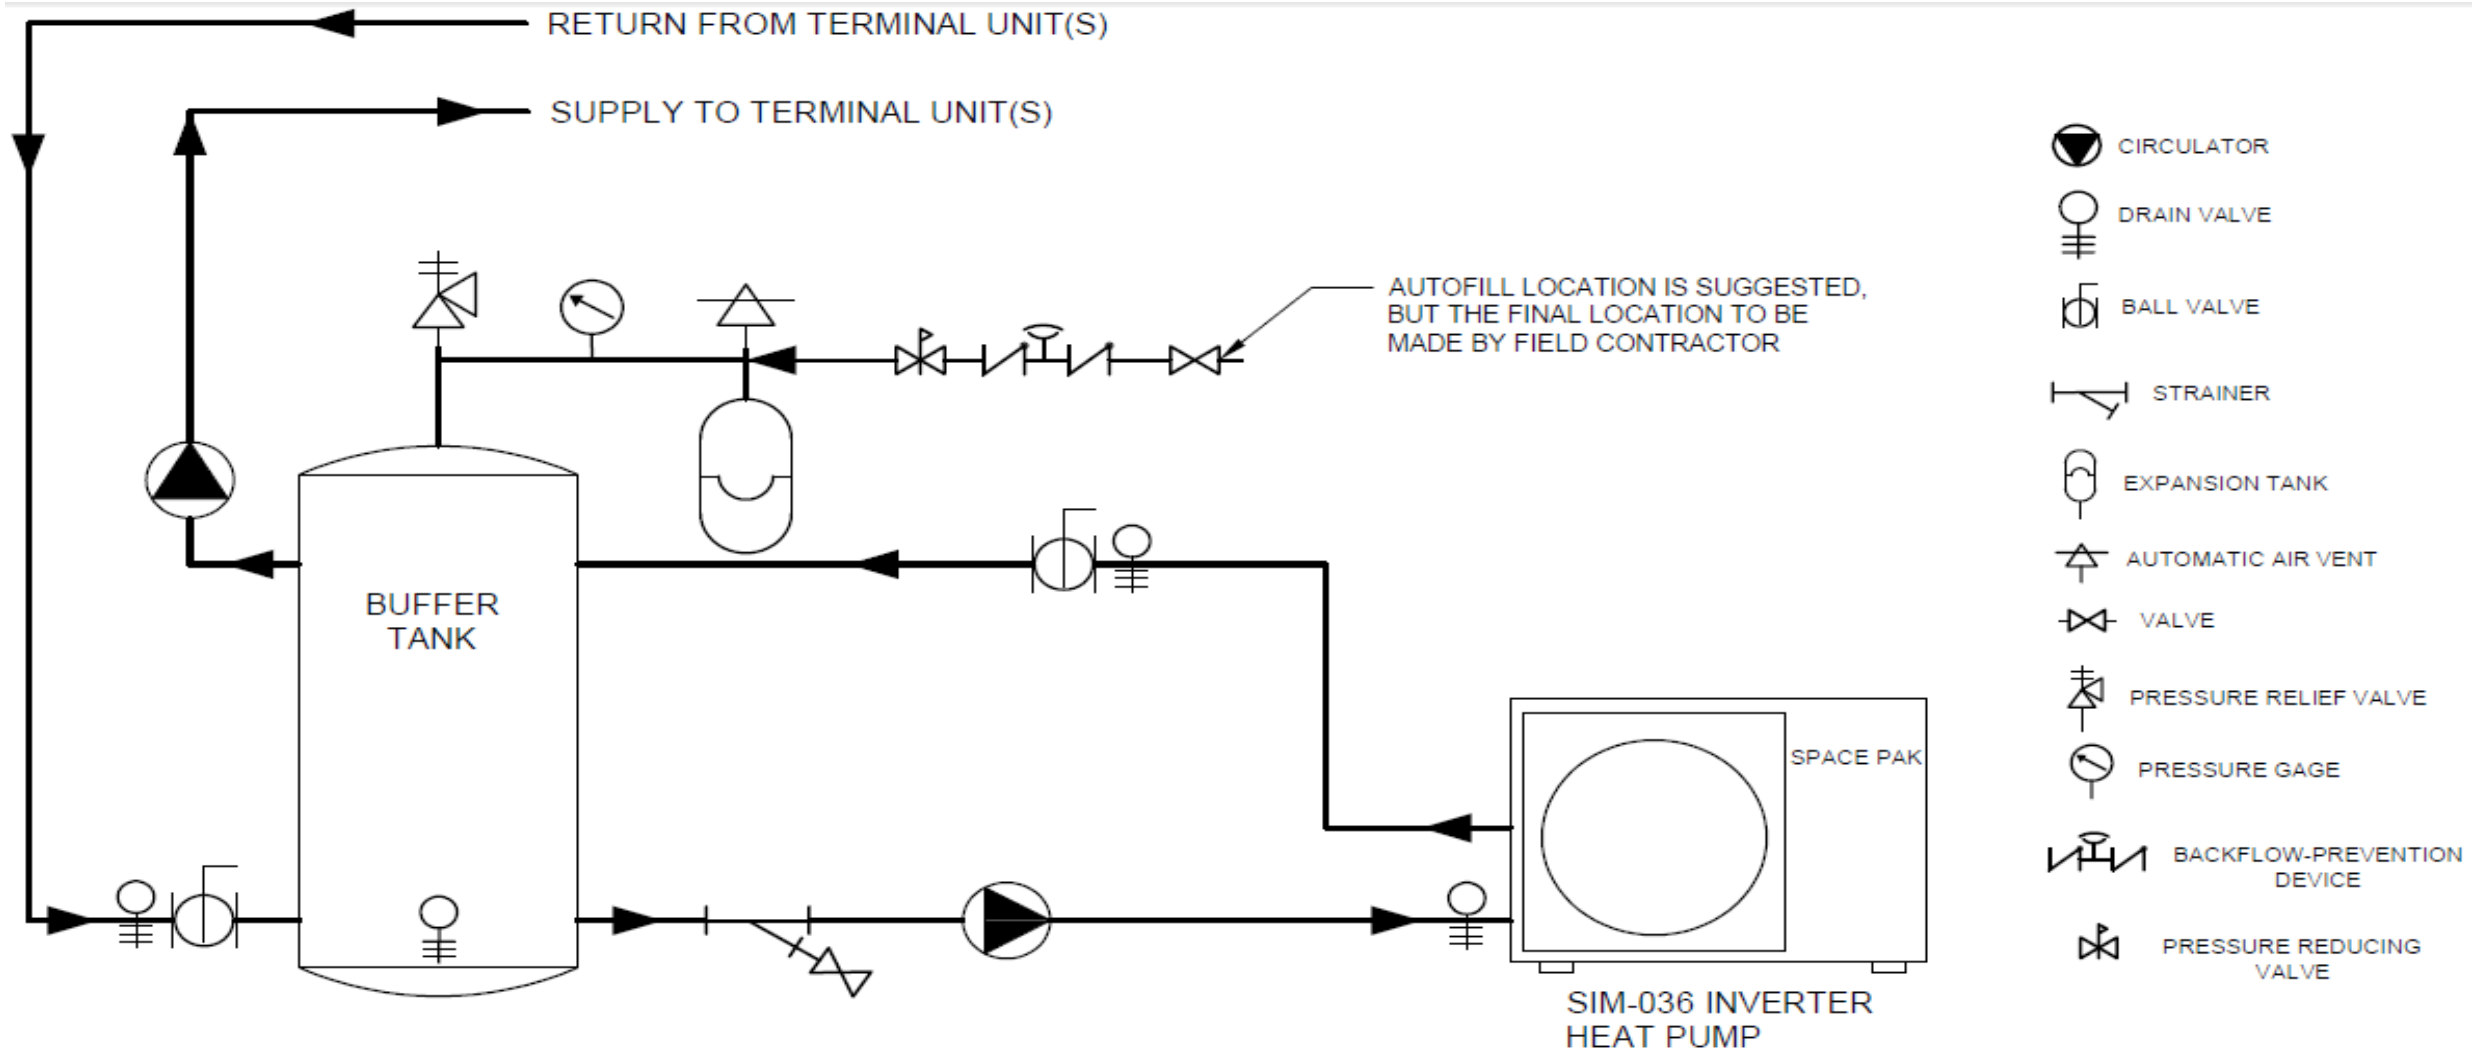 RETURN FROM TERMINAL UNIT(S)
SUPPLY TO TERMINAL UNIT(S)
AUTOFILL LOCATION IS SUGGESTED,
BUT THE FINAL LOCATION TO BE
MADE BY FIELD CONTRACTOR
BUFFER
TANK
SPACE PAK
SIM-036 INVERTER
HEAT PUMP
CIRCULATOR
DRAIN VALVE
BALL VALVE
STRAINER
EXPANSION TANK
AUTOMATIC AIR VENT
VALVE
PRESSURE RELIEF VALVE
PRESSURE GAGE
BACKFLOW-PREVENTION
DEVICE
PRESSURE REDUCING
VALVE